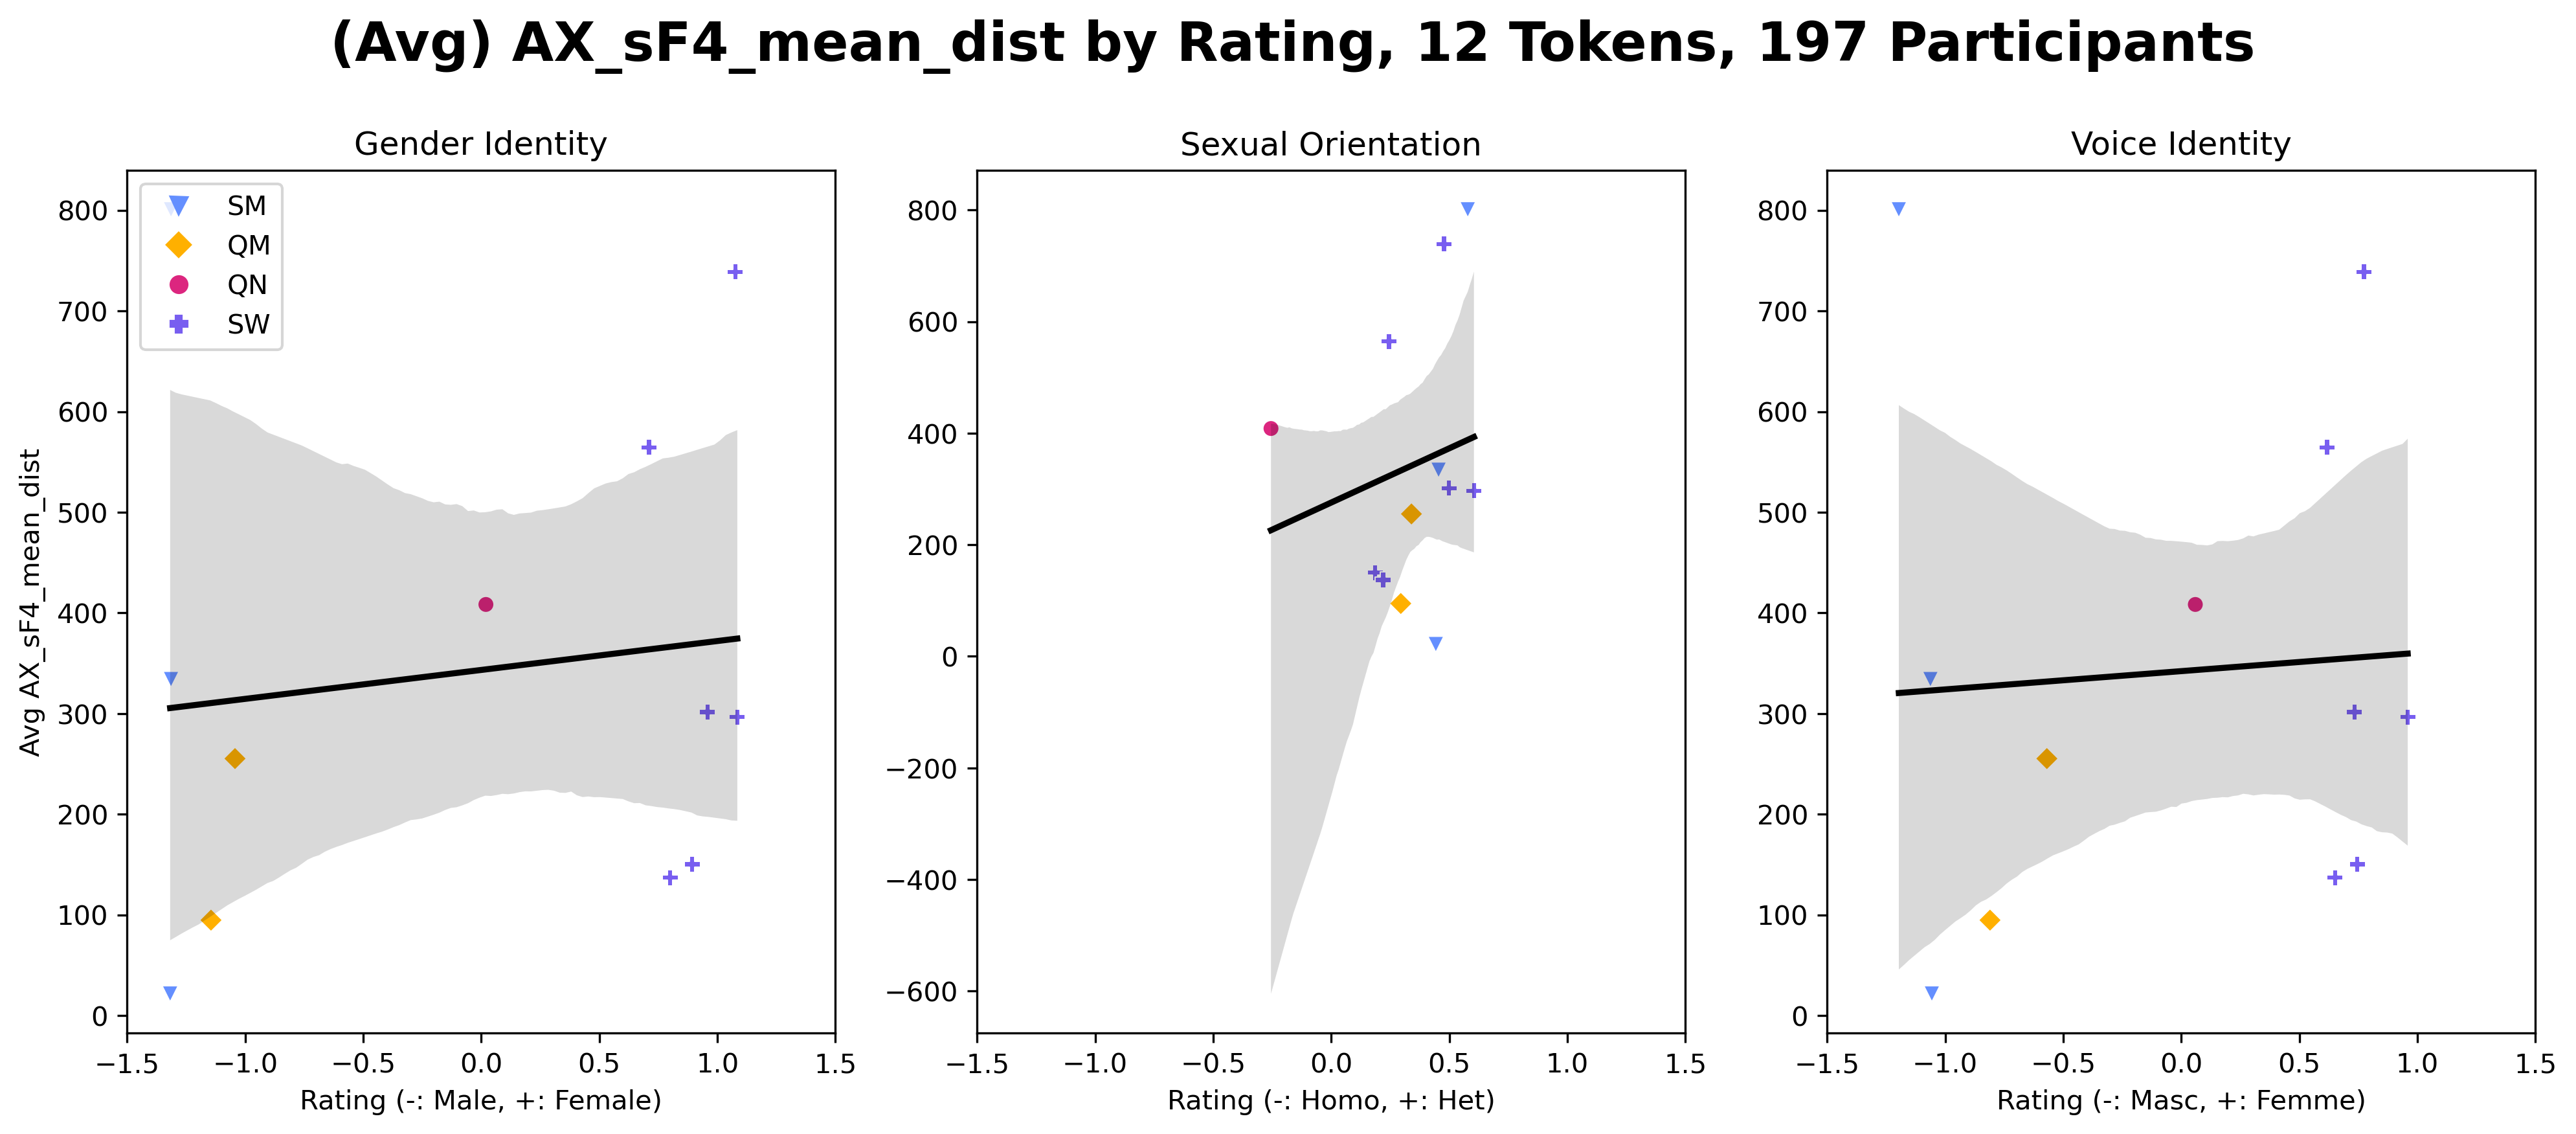 (Avg) AX_sF4_mean_dist by Rating, 12 Tokens, 197 Participants
Gender Identity
Sexual Orientation
Voice Identity
SM
QM
QN
SW
Avg AX_sF4_mean_dist
800
700
600
500
400
300
200
100
0
−1.5 −1.0 −0.5 0.0 0.5 1.0 1.5
Rating (-: Male, +: Female)
800
600
400
200
0
−200
−400
−600
−1.5 −1.0 −0.5 0.0 0.5 1.0 1.5
Rating (-: Homo, +: Het)
800
700
600
500
400
300
200
100
0
−1.5 −1.0 −0.5 0.0 0.5 1.0 1.5
Rating (-: Masc, +: Femme)